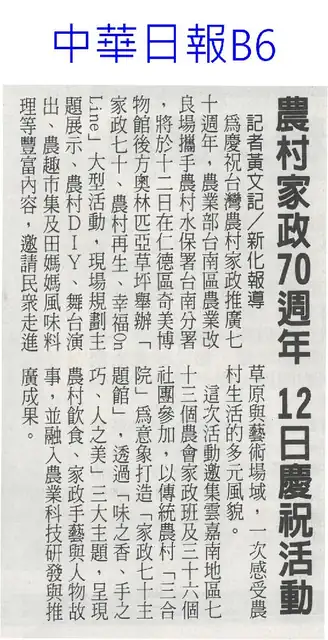 中華日報B6
農村家政70週年 12日慶祝活動
記者黃文記／新化報導
為慶祝台灣農村家政推廣七
十週年，農業部台南區農業改
良場攜手農村水保署台南分署
，將於十二日在仁德區奇美博
物館後方奧林匹亞草坪舉辦「
家政七十、農村再生、幸福On
Line」大型活動，現場規劃主
題展示、農村DIY、舞台演
出、農趣市集及田媽媽風味料
理等豐富內容，邀請民眾走進
草原與藝術場域，一次感受農
村生活的多元風貌。
這次活動邀集雲嘉南地區七
十三個農會家政班及三十六個
社團參加，以傳統農村「三合
院」為意象打造「家政七十主
題館」，透過「味之香、手之
巧、人之美」三大主題，呈現
農村飲食、家政手藝與人物故
事，並融入農業科技研發與推
廣成果。